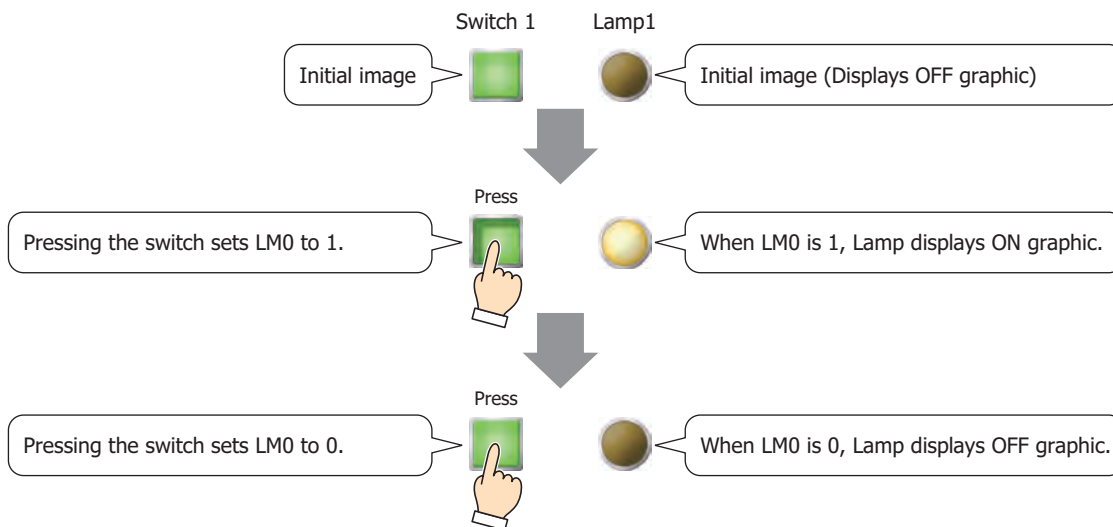 Switch 1
Lamp1
Initial image
Initial image (Displays OFF graphic)
Press
Pressing the switch sets LM0 to 1.
When LM0 is 1, Lamp displays ON graphic.
Press
Pressing the switch sets LM0 to 0.
When LM0 is 0, Lamp displays OFF graphic.